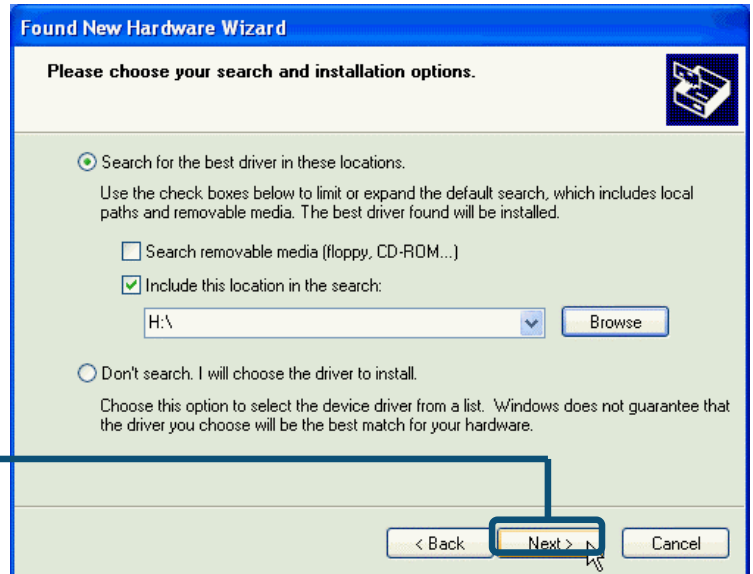 Found New Hardware Wizard
Please choose your search and installation options.
Search for the best driver in these locations.
Use the check boxes below to limit or expand the default search, which includes local
paths and removable media. The best driver found will be installed.
Search removable media (floppy, CD-ROM...)
Include this location in the search:
H:\
Browse
Don't search. I will choose the driver to install.
Choose this option to select the device driver from a list. Windows does not guarantee that
the driver you choose will be the best match for your hardware.
< Back Next > Cancel